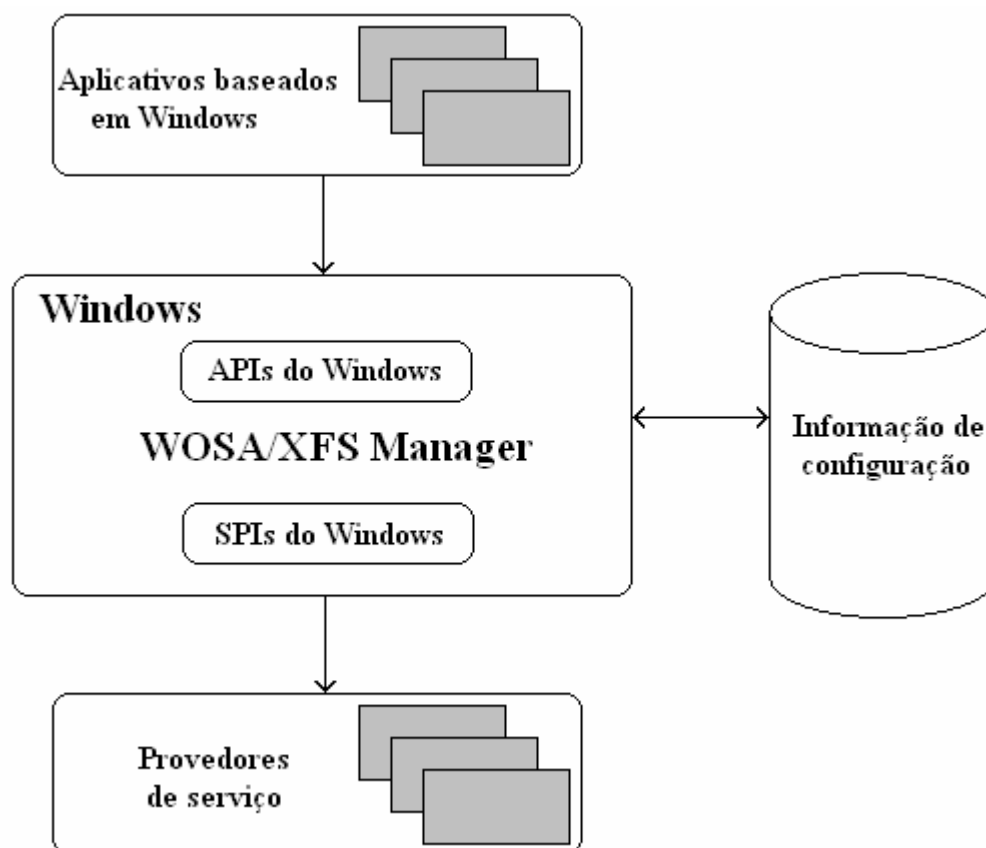 Aplicativos baseados
em Windows
Windows
APIs do Windows
WOSA/XFS Manager
SPIs do Windows
Informação de
configuração
Provedores
de serviço